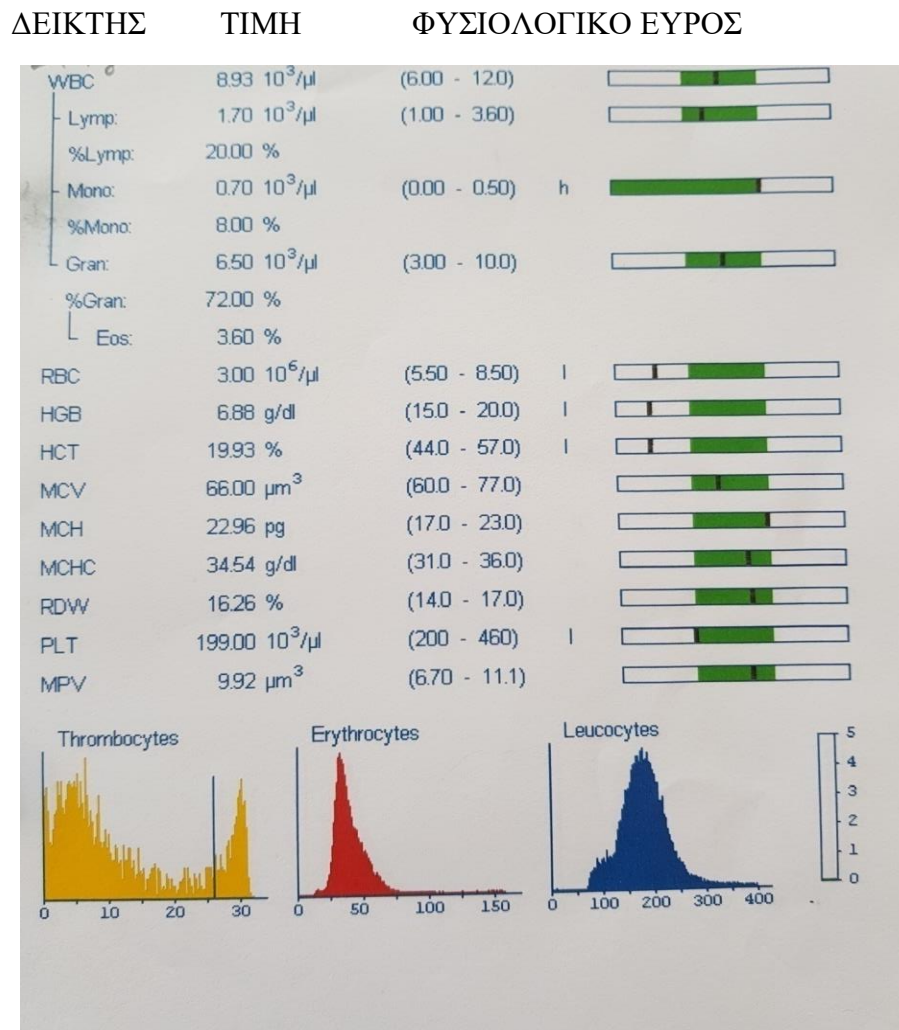 ΔΕΙΚΤΗΣ ΤΙΜΗ ΦΥΣΙΟΛΟΓΙΚΟ ΕΥΡΟΣ
WBC 8.93 10³/µl (6.00 - 12.0)
Lymp: 1.70 10³/µl (1.00 - 3.60)
%Lymp: 20.00 %
Mono: 0.70 10³/µl (0.00 - 0.50) h
%Mono: 8.00 %
Gran: 6.50 10³/µl (3.00 - 10.0)
%Gran: 72.00 %
Eos: 3.60 %
RBC 3.00 10⁶/µl (5.50 - 8.50) l
HGB 6.88 g/dl (15.0 - 20.0) l
HCT 19.93 % (44.0 - 57.0) l
MCV 66.00 µm³ (60.0 - 77.0)
MCH 22.96 pg (17.0 - 23.0)
MCHC 34.54 g/dl (31.0 - 36.0)
RDW 16.26 % (14.0 - 17.0)
PLT 199.00 10³/µl (200 - 460) l
MPV 9.92 µm³ (6.70 - 11.1)
Thrombocytes Erythrocytes Leucocytes
5
4
3
2
1
0
0 10 20 30 0 50 100 150 0 100 200 300 400